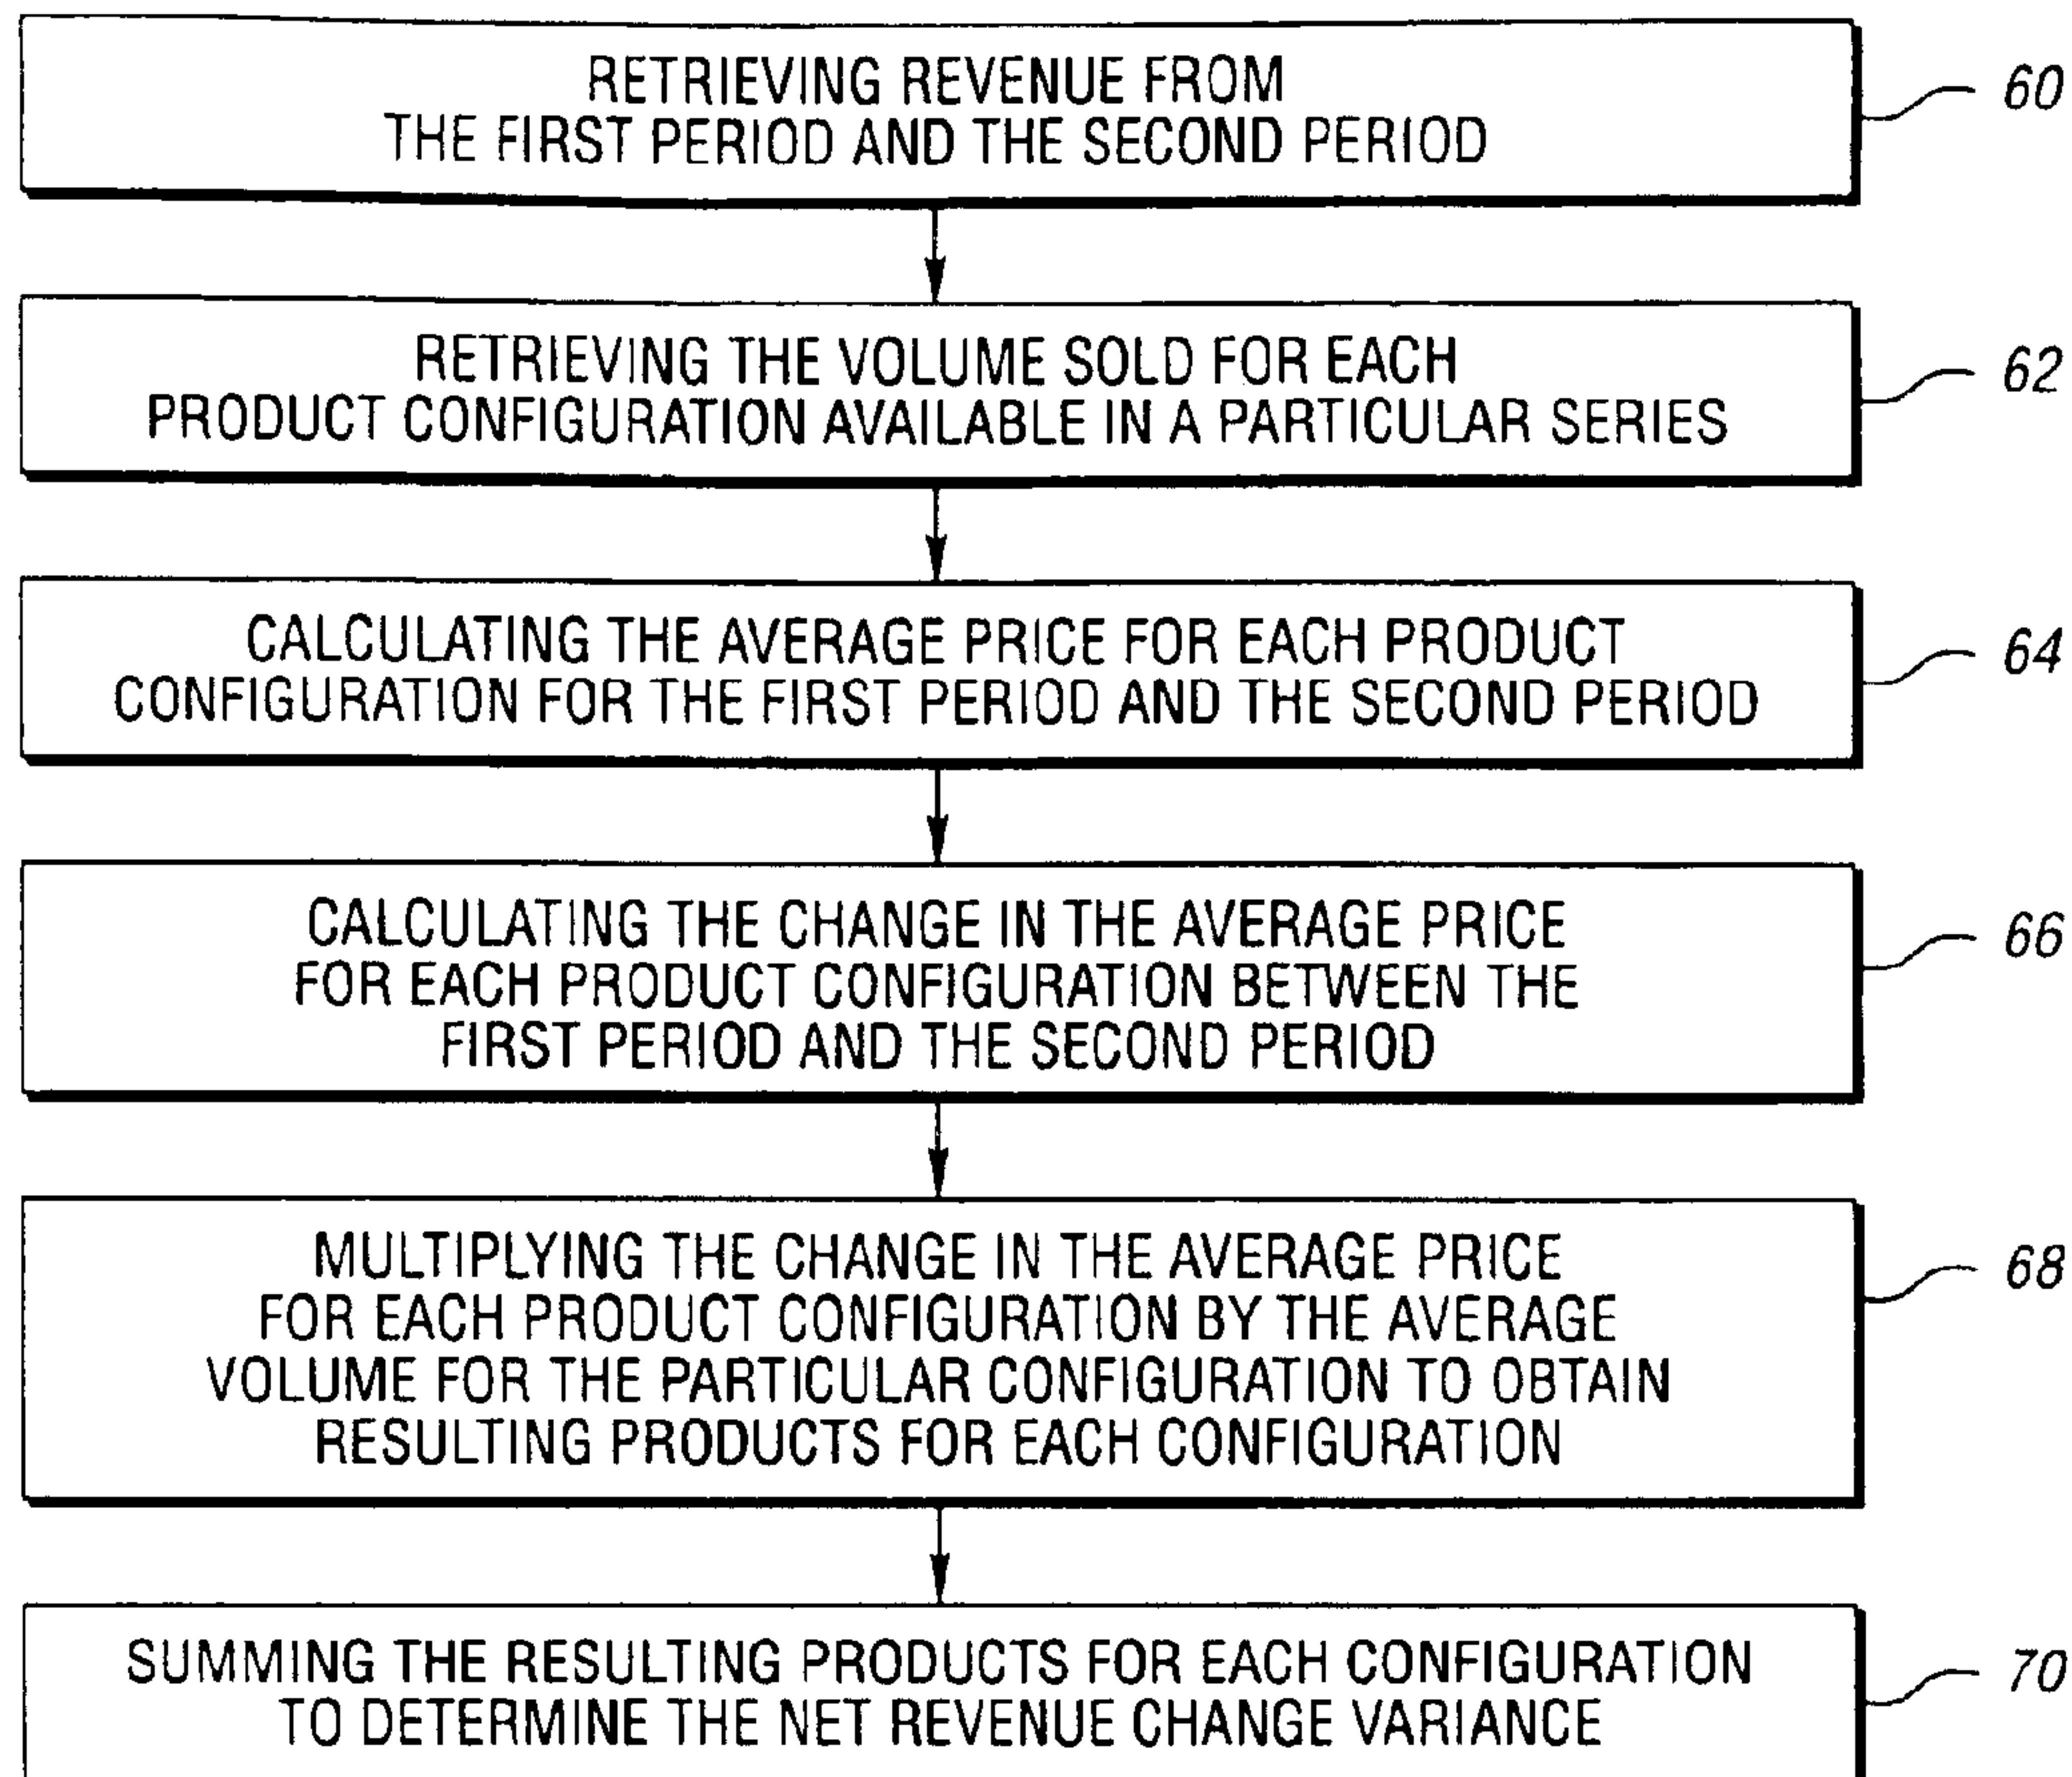 RETRIEVING REVENUE FROM
THE FIRST PERIOD AND THE SECOND PERIOD
60
RETRIEVING THE VOLUME SOLD FOR EACH
PRODUCT CONFIGURATION AVAILABLE IN A PARTICULAR SERIES
62
CALCULATING THE AVERAGE PRICE FOR EACH PRODUCT
CONFIGURATION FOR THE FIRST PERIOD AND THE SECOND PERIOD
64
CALCULATING THE CHANGE IN THE AVERAGE PRICE
FOR EACH PRODUCT CONFIGURATION BETWEEN THE
FIRST PERIOD AND THE SECOND PERIOD
66
MULTIPLYING THE CHANGE IN THE AVERAGE PRICE
FOR EACH PRODUCT CONFIGURATION BY THE AVERAGE
VOLUME FOR THE PARTICULAR CONFIGURATION TO OBTAIN
RESULTING PRODUCTS FOR EACH CONFIGURATION
68
SUMMING THE RESULTING PRODUCTS FOR EACH CONFIGURATION
TO DETERMINE THE NET REVENUE CHANGE VARIANCE
70